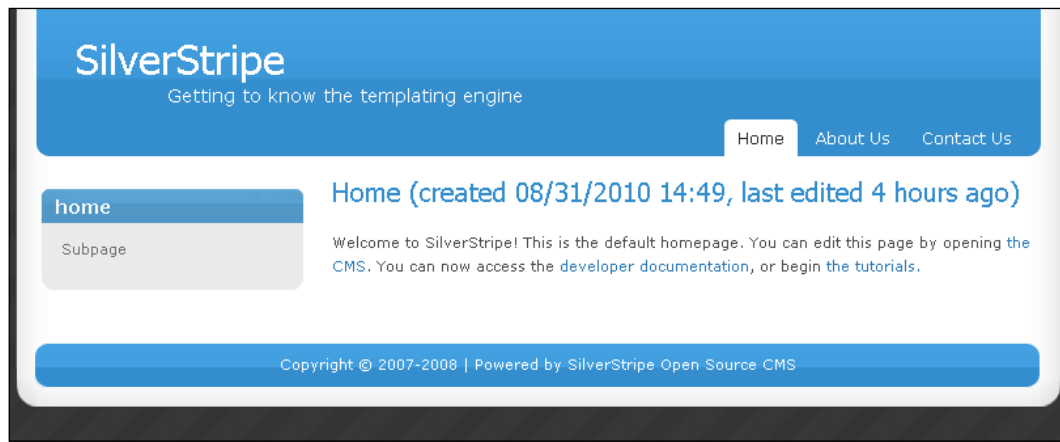 SilverStripe
Getting to know the templating engine
Home About Us Contact Us
home
Subpage
Home (created 08/31/2010 14:49, last edited 4 hours ago)
Welcome to SilverStripe! This is the default homepage. You can edit this page by opening the
CMS. You can now access the developer documentation, or begin the tutorials.
Copyright © 2007-2008 | Powered by SilverStripe Open Source CMS